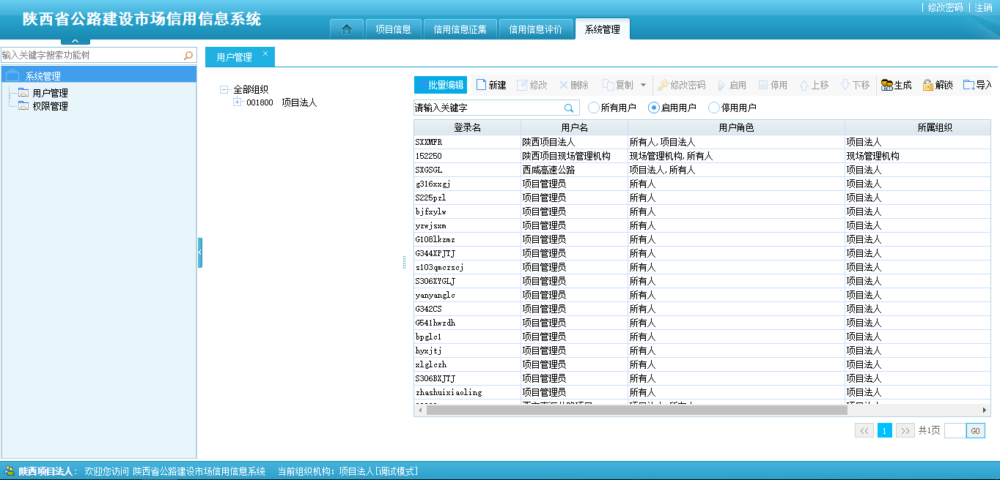 修改密码 | 注销
陕西省公路建设市场信用信息系统
项目信息 信用信息征集 信用信息评价 系统管理
输入关键字搜索功能树
系统管理
用户管理
权限管理
用户管理 ×
全部组织
001800 项目法人
批量编辑 新建 修改 删除 复制 修改密码 启用 停用 上移 下移 生成 解锁 导入
请输入关键字 所有用户 启用用户 停用用户
登录名 用户名 用户角色 所属组织
SXXMFR 陕西项目法人 所有人,项目法人 项目法人
152250 陕西项目现场管理机构 现场管理机构,所有人 现场管理机构
SXGSGL 西咸高速公路 项目法人,所有人 项目法人
g316xxgj 项目管理员 所有人 项目法人
S225pzl 项目管理员 所有人 项目法人
bjfxylw 项目管理员 所有人 项目法人
yzwjsxm 项目管理员 所有人 项目法人
G108lkzmz 项目管理员 所有人 项目法人
G344XPJTJ 项目管理员 所有人 项目法人
s103qmczscj 项目管理员 所有人 项目法人
S306XYGLJ 项目管理员 所有人 项目法人
yanyanglc 项目管理员 所有人 项目法人
G342CS 项目管理员 所有人 项目法人
G541hwzdh 项目管理员 所有人 项目法人
bpglc1 项目管理员 所有人 项目法人
hyxjtj 项目管理员 所有人 项目法人
xlglczh 项目管理员 所有人 项目法人
S306BXJTJ 项目管理员 所有人 项目法人
zhashuixiaoling 项目管理员 所有人 项目法人
<< 1 >> 共1页 GO
陕西项目法人: 欢迎您访问 陕西省公路建设市场信用信息系统 当前组织机构: 项目法人[调试模式]